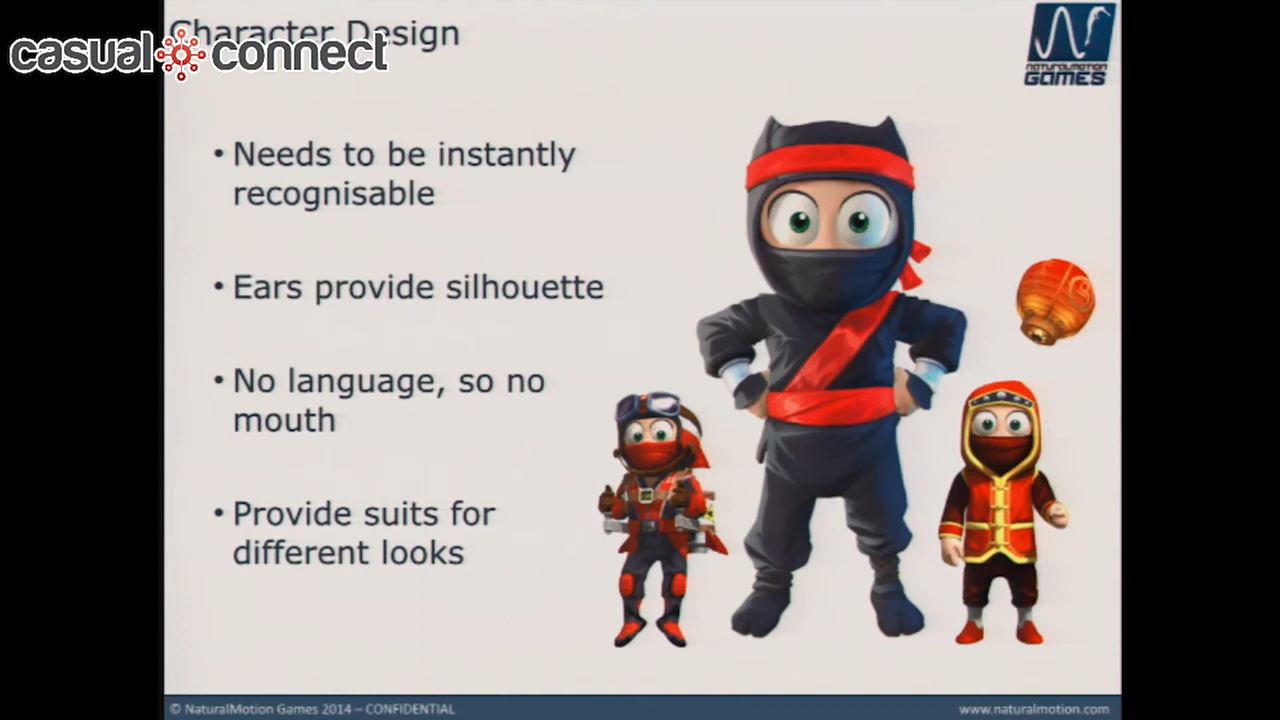 Character Design
casual connect
NATURALMOTION
GAMES
• Needs to be instantly
recognisable
• Ears provide silhouette
• No language, so no
mouth
• Provide suits for
different looks
© NaturalMotion Games 2014 – CONFIDENTIAL
www.naturalmotion.com